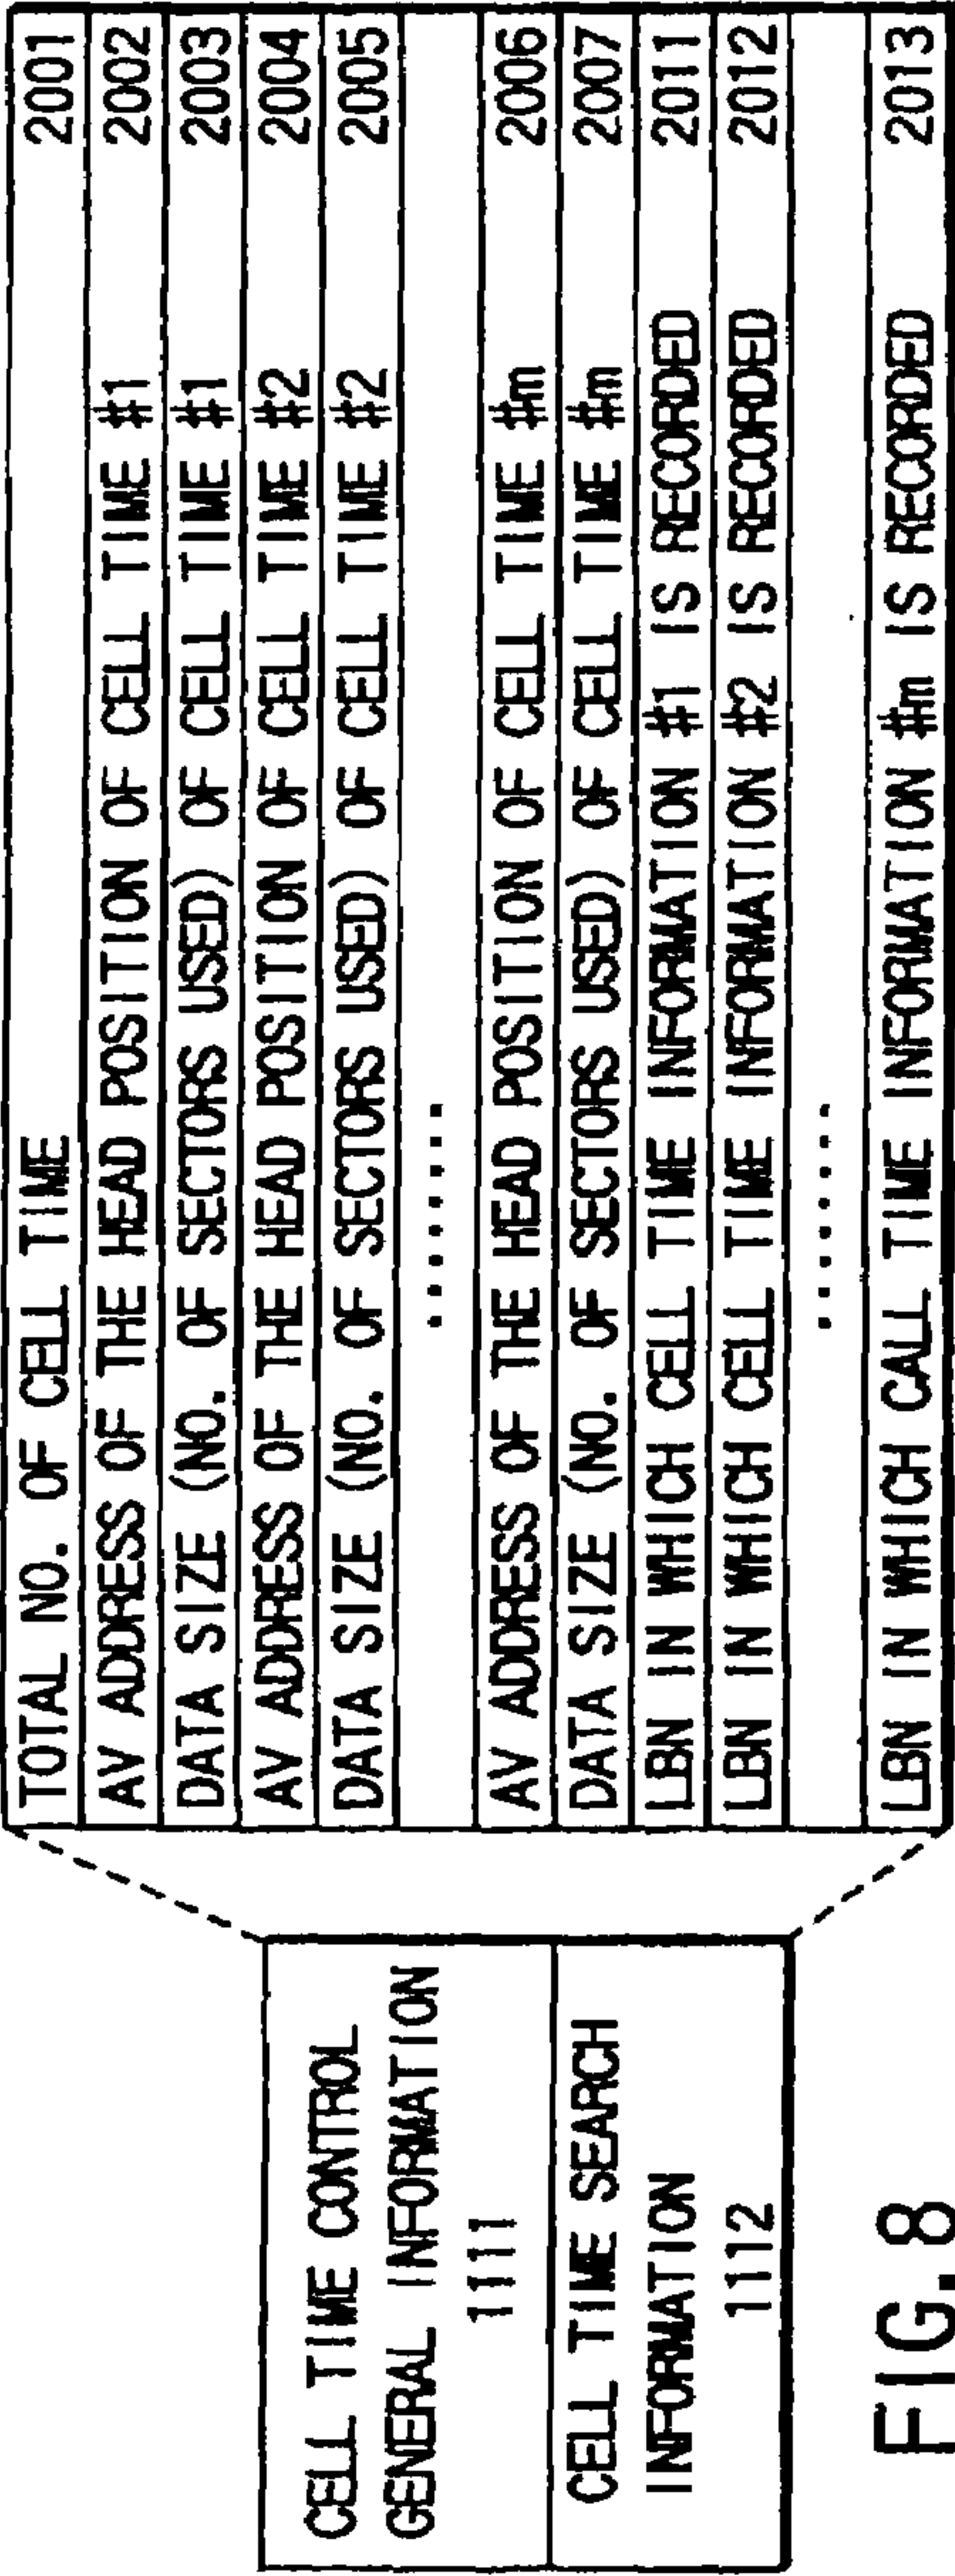 CELL TIME CONTROL
GENERAL INFORMATION
1111
CELL TIME SEARCH
INFORMATION
1112
TOTAL NO. OF CELL TIME 2001
AV ADDRESS OF THE HEAD POSITION OF CELL TIME #1 2002
DATA SIZE (NO. OF SECTORS USED) OF CELL TIME #1 2003
AV ADDRESS OF THE HEAD POSITION OF CELL TIME #2 2004
DATA SIZE (NO. OF SECTORS USED) OF CELL TIME #2 2005
.......
AV ADDRESS OF THE HEAD POSITION OF CELL TIME #m 2006
DATA SIZE (NO. OF SECTORS USED) OF CELL TIME #m 2007
LBN IN WHICH CELL TIME INFORMATION #1 IS RECORDED 2011
LBN IN WHICH CELL TIME INFORMATION #2 IS RECORDED 2012
.......
LBN IN WHICH CALL TIME INFORMATION #m IS RECORDED 2013
FIG. 8